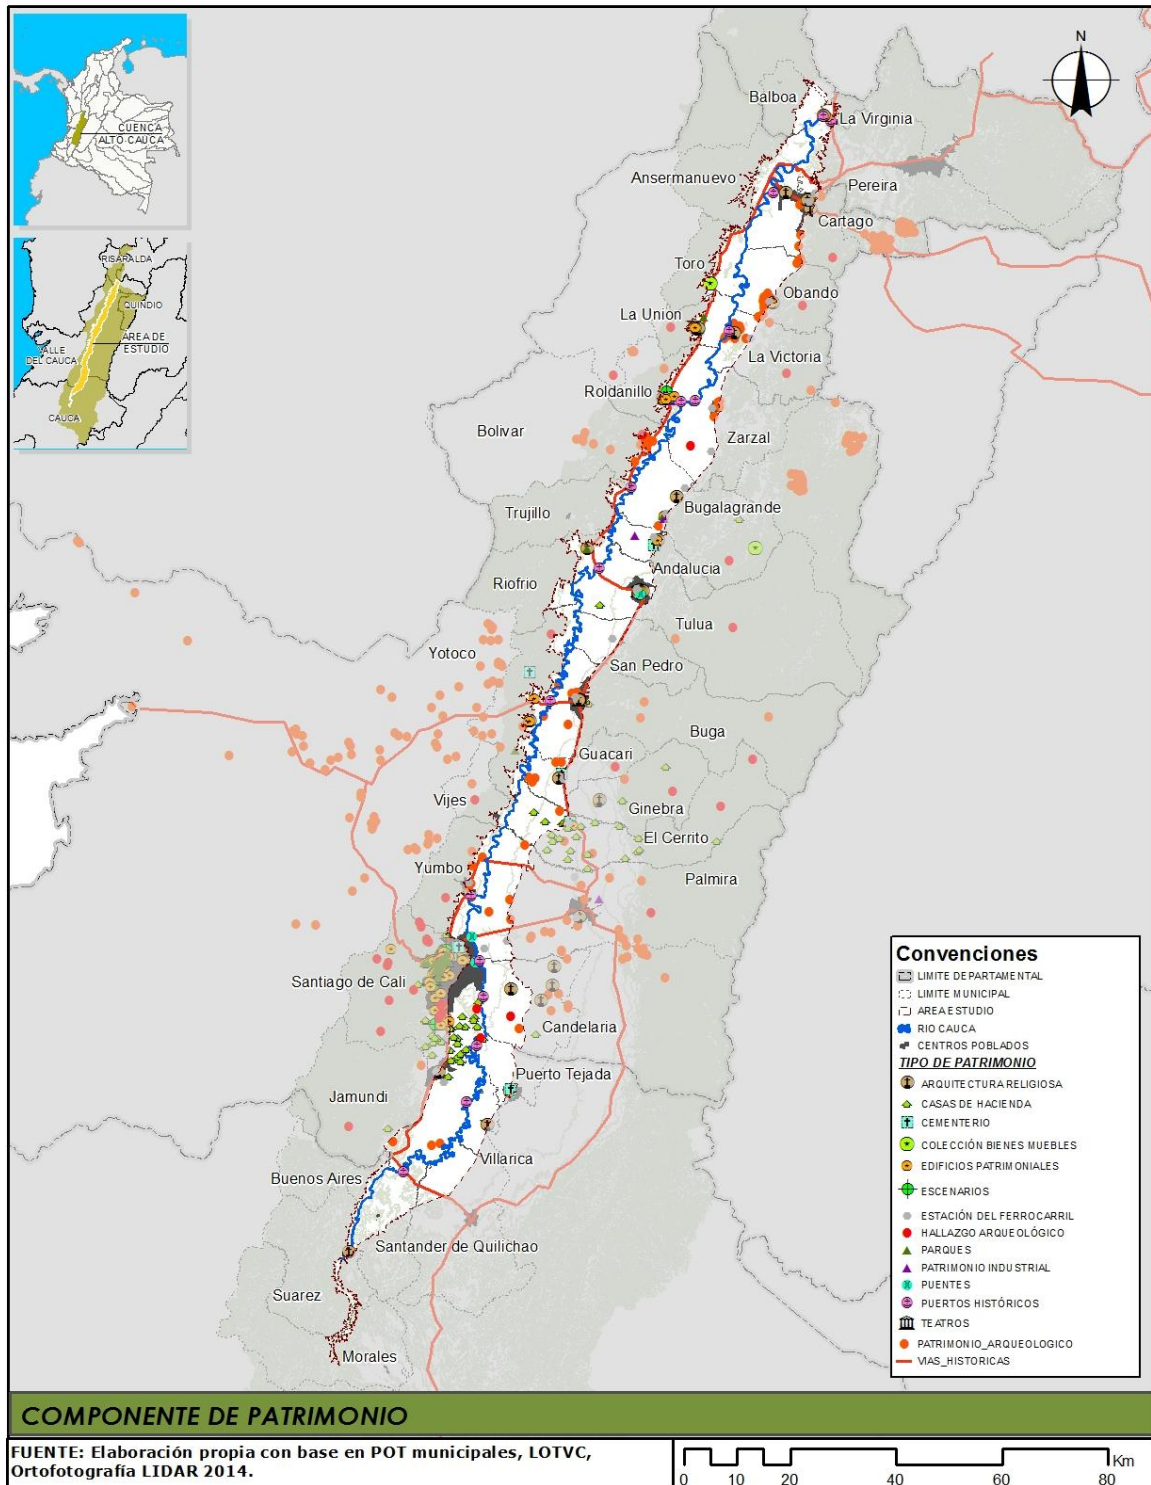 CUENCA
ALTO CAUCA
RISARALDA
QUINDIO
AREA DE
ESTUDIO
ALLE
DEL CAUCA
CAUCA
N
Balboa
La Virginia
Ansermanuevo
Pereira
Cartago
Toro
Obando
La Union
La Victoria
Roldanillo
Bolivar
Zarzal
Trujillo
Bugalagrande
Andalucia
Riofrio
Tulua
Yotoco
San Pedro
Buga
Guacari
Vijes
Ginebra
El Cerrito
Yumbo
Palmira
Santiago de Cali
Candelaria
Puerto Tejada
Jamundi
Villarica
Buenos Aires
Santander de Quilichao
Suarez
Morales
Convenciones
LIMITE DEPARTAMENTAL
LIMITE MUNICIPAL
AREA ESTUDIO
RIO CAUCA
CENTROS POBLADOS
TIPO DE PATRIMONIO
ARQUITECTURA RELIGIOSA
CASAS DE HACIENDA
CEMENTERIO
COLECCIÓN BIENES MUEBLES
EDIFICIOS PATRIMONIALES
ESCENARIOS
ESTACIÓN DEL FERROCARRIL
HALLAZGO ARQUEOLÓGICO
PARQUES
PATRIMONIO INDUSTRIAL
PUENTES
PUERTOS HISTÓRICOS
TEATROS
PATRIMONIO_ARQUEOLOGICO
VIAS_HISTORICAS
COMPONENTE DE PATRIMONIO
FUENTE: Elaboración propia con base en POT municipales, LOTVC,
Ortofotografía LIDAR 2014.
Km
0 10 20 40 60 80